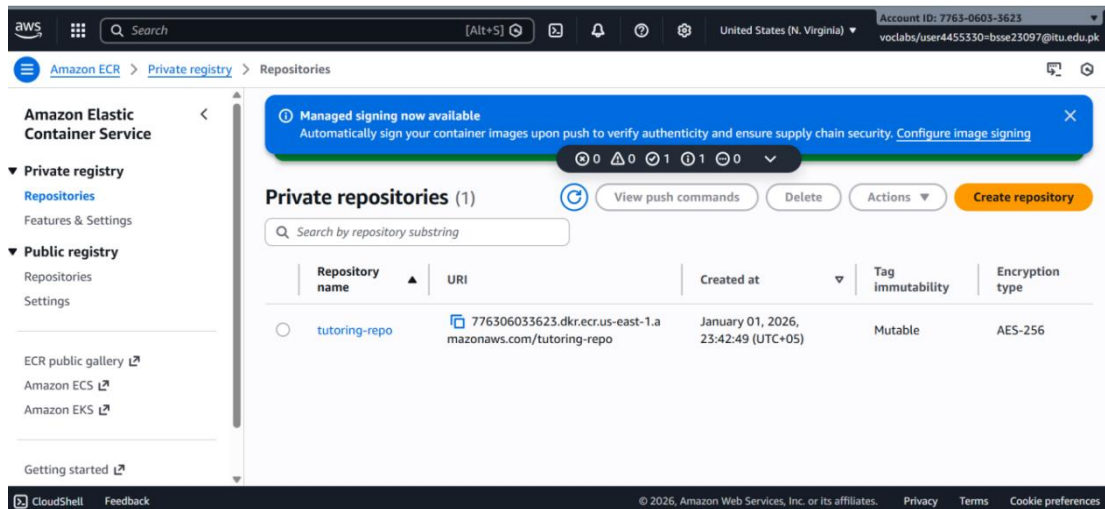 aws
Search
[Alt+S]
United States (N. Virginia)
Account ID: 7763-0603-3623
voclabs/user4455330=bsse23097@itu.edu.pk
Amazon ECR > Private registry > Repositories
Amazon Elastic
Container Service
Private registry
Repositories
Features & Settings
Public registry
Repositories
Settings
ECR public gallery
Amazon ECS
Amazon EKS
Getting started
Managed signing now available
Automatically sign your container images upon push to verify authenticity and ensure supply chain security. Configure image signing
0 0 1 1 0
Private repositories (1)
View push commands
Delete
Actions
Create repository
Search by repository substring
Repository
name
URI
Created at
Tag
immutability
Encryption
type
tutoring-repo
776306033623.dkr.ecr.us-east-1.a
mazonaws.com/tutoring-repo
January 01, 2026,
23:42:49 (UTC+05)
Mutable
AES-256
CloudShell Feedback
© 2026, Amazon Web Services, Inc. or its affiliates. Privacy Terms Cookie preferences